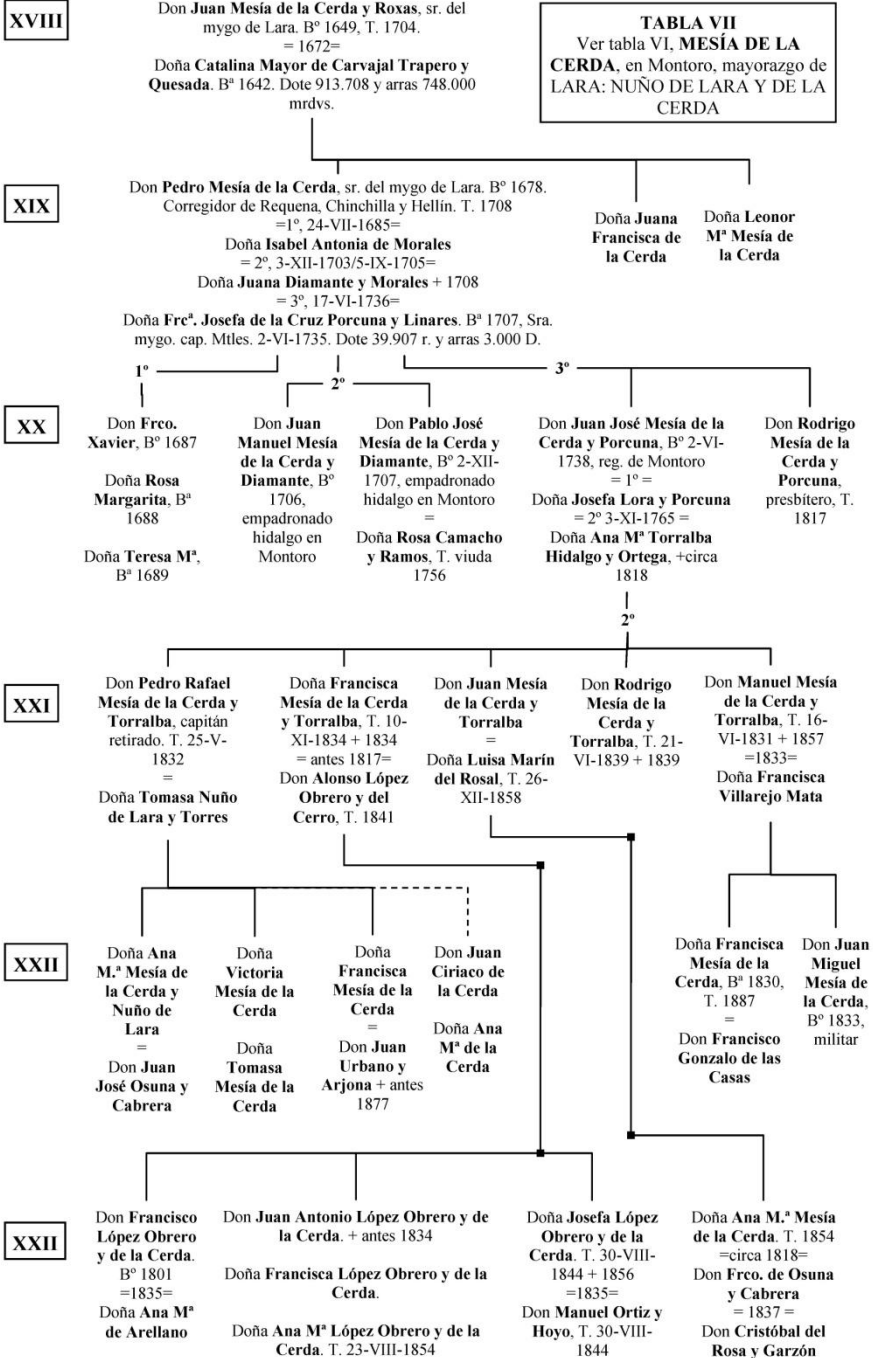 XVIII
Don Juan Mesía de la Cerda y Roxas, sr. del
mygo de Lara. Bº 1649, T. 1704.
= 1672=
Doña Catalina Mayor de Carvajal Trapero y
Quesada. Bª 1642. Dote 913.708 y arras 748.000
mrdvs.
TABLA VII
Ver tabla VI, MESÍA DE LA
CERDA, en Montoro, mayorazgo de
LARA: NUÑO DE LARA Y DE LA
CERDA
XIX
Don Pedro Mesía de la Cerda, sr. del mygo de Lara. Bº 1678.
Corregidor de Requena, Chinchilla y Hellín. T. 1708
=1º, 24-VII-1685=
Doña Isabel Antonia de Morales
= 2º, 3-XII-1703/5-IX-1705=
Doña Juana Diamante y Morales + 1708
= 3º, 17-VI-1736=
Doña Frcª. Josefa de la Cruz Porcuna y Linares. Bª 1707, Sra.
mygo. cap. Mtles. 2-VI-1735. Dote 39.907 r. y arras 3.000 D.
Doña Juana
Francisca de
la Cerda
Doña Leonor
Mª Mesía de
la Cerda
1º
2º
3º
XX
Don Frco.
Xavier, Bº 1687
Doña Rosa
Margarita, Bª
1688
Doña Teresa Mª,
Bª 1689
Don Juan
Manuel Mesía
de la Cerda y
Diamante, Bº
1706,
empadronado
hidalgo en
Montoro
Don Pablo José
Mesía de la Cerda y
Diamante, Bº 2-XII-
1707, empadronado
hidalgo en Montoro
=
Doña Rosa Camacho
y Ramos, T. viuda
1756
Don Juan José Mesía de la
Cerda y Porcuna, Bº 2-VI-
1738, reg. de Montoro
= 1º =
Doña Josefa Lora y Porcuna
= 2º 3-XI-1765 =
Doña Ana Mª Torralba
Hidalgo y Ortega, +circa
1818
Don Rodrigo
Mesía de la
Cerda y
Porcuna,
presbítero, T.
1817
2º
XXI
Don Pedro Rafael
Mesía de la Cerda y
Torralba, capitán
retirado. T. 25-V-
1832
=
Doña Tomasa Nuño
de Lara y Torres
Doña Francisca
Mesía de la Cerda
y Torralba, T. 10-
XI-1834 + 1834
= antes 1817=
Don Alonso López
Obrero y del
Cerro, T. 1841
Don Juan Mesía
de la Cerda y
Torralba
=
Doña Luisa Marín
del Rosal, T. 26-
XII-1858
Don Rodrigo
Mesía de la
Cerda y
Torralba, T. 21-
VI-1839 + 1839
Don Manuel Mesía
de la Cerda y
Torralba, T. 16-
VI-1831 + 1857
=1833=
Doña Francisca
Villarejo Mata
XXII
Doña Ana
M.ª Mesía de
la Cerda y
Nuño de
Lara
=
Don Juan
José Osuna y
Cabrera
Doña
Victoria
Mesía de la
Cerda
Doña
Tomasa
Mesía de la
Cerda
Doña
Francisca
Mesía de la
Cerda
=
Don Juan
Urbano y
Arjona + antes
1877
Don Juan
Ciriaco de
la Cerda
Doña Ana
Mª de la
Cerda
Doña Francisca
Mesía de la
Cerda, Bª 1830,
T. 1887
=
Don Francisco
Gonzalo de las
Casas
Don Juan
Miguel
Mesía de
la Cerda,
Bº 1833,
militar
XXII
Don Francisco
López Obrero
y de la Cerda.
Bº 1801
=1835=
Doña Ana Mª
de Arellano
Don Juan Antonio López Obrero y de
la Cerda. + antes 1834
Doña Francisca López Obrero y de la
Cerda.
Doña Ana Mª López Obrero y de la
Cerda. T. 23-VIII-1854
Doña Josefa López
Obrero y de la
Cerda. T. 30-VIII-
1844 + 1856
=1835=
Don Manuel Ortiz y
Hoyo, T. 30-VIII-
1844
Doña Ana M.ª Mesía
de la Cerda. T. 1854
=circa 1818=
Don Frco. de Osuna
y Cabrera
= 1837 =
Don Cristóbal del
Rosa y Garzón